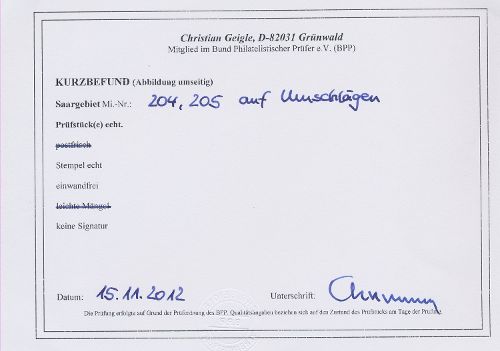 Christian Geigle, D-82031 Grünwald
Mitglied im Bund Philatelistischer Prüfer e.V. (BPP)
KURZBEFUND (Abbildung umseitig)
Saargebiet Mi.-Nr.: 204, 205 auf Umschlägen
Prüfstück(e) echt.
postfrisch
Stempel echt
einwandfrei
leichte Mängel
keine Signatur
Datum: 15.11.2012 Unterschrift:
Die Prüfung erfolgte auf Grund der Prüfordnung des BPP. Qualitätsangaben beziehen sich auf den Zustand des Prüfstücks am Tage der Prüfung.